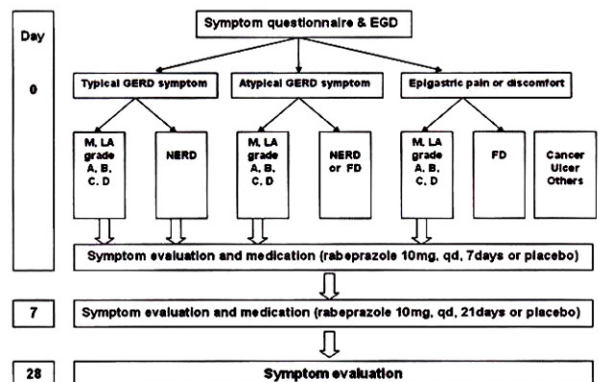 Symptom questionnaire & EGD
Day
0
Typical GERD symptom
Atypical GERD symptom
Epigastric pain or discomfort
M, LA
grade
A, B,
C, D
NERD
M, LA
grade
A, B,
C, D
NERD
or FD
M, LA
grade
A, B,
C, D
FD
Cancer
Ulcer
Others
Symptom evaluation and medication (rabeprazole 10mg, qd, 7days or placebo)
7
Symptom evaluation and medication (rabeprazole 10mg, qd, 21days or placebo)
28
Symptom evaluation